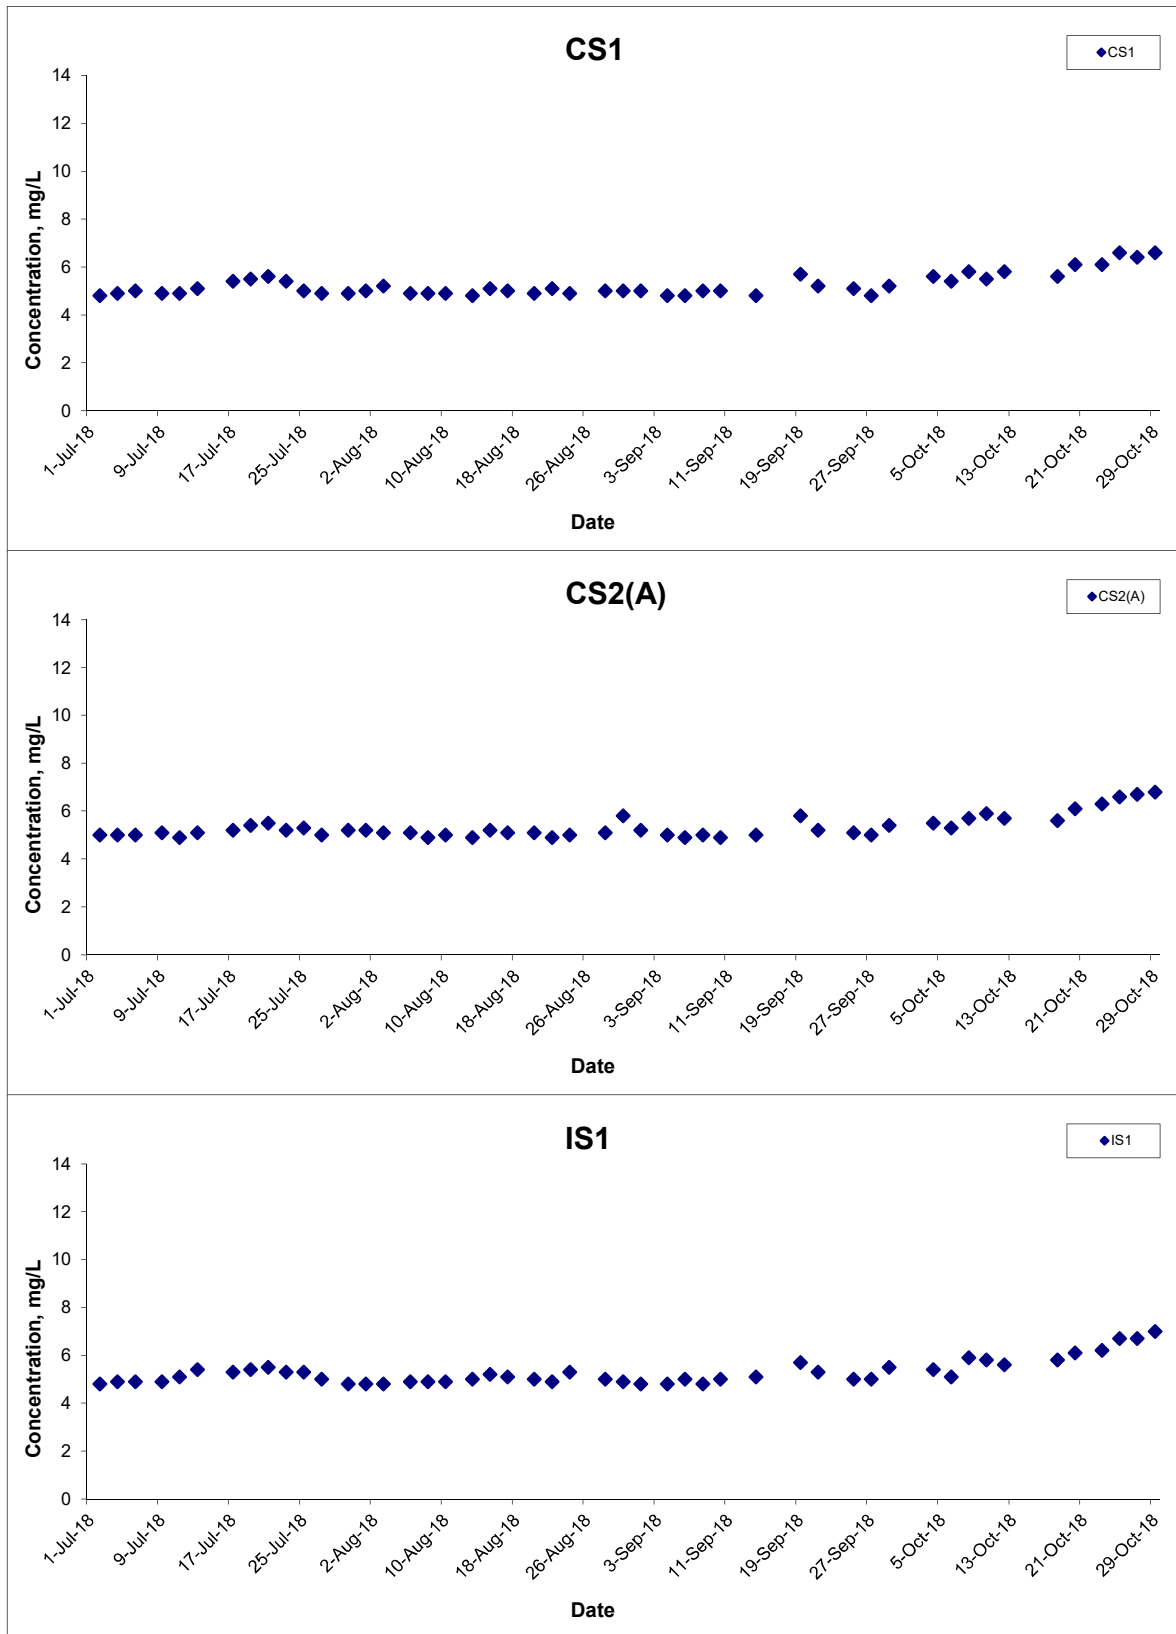 CS1
CS1
14
12
10
8
6
4
2
0
Concentration, mg/L
1-Jul-18
9-Jul-18
17-Jul-18
25-Jul-18
2-Aug-18
10-Aug-18
18-Aug-18
26-Aug-18
3-Sep-18
11-Sep-18
19-Sep-18
27-Sep-18
5-Oct-18
13-Oct-18
21-Oct-18
29-Oct-18
Date
CS2(A)
CS2(A)
14
12
10
8
6
4
2
0
Concentration, mg/L
1-Jul-18
9-Jul-18
17-Jul-18
25-Jul-18
2-Aug-18
10-Aug-18
18-Aug-18
26-Aug-18
3-Sep-18
11-Sep-18
19-Sep-18
27-Sep-18
5-Oct-18
13-Oct-18
21-Oct-18
29-Oct-18
Date
IS1
IS1
14
12
10
8
6
4
2
0
Concentration, mg/L
1-Jul-18
9-Jul-18
17-Jul-18
25-Jul-18
2-Aug-18
10-Aug-18
18-Aug-18
26-Aug-18
3-Sep-18
11-Sep-18
19-Sep-18
27-Sep-18
5-Oct-18
13-Oct-18
21-Oct-18
29-Oct-18
Date